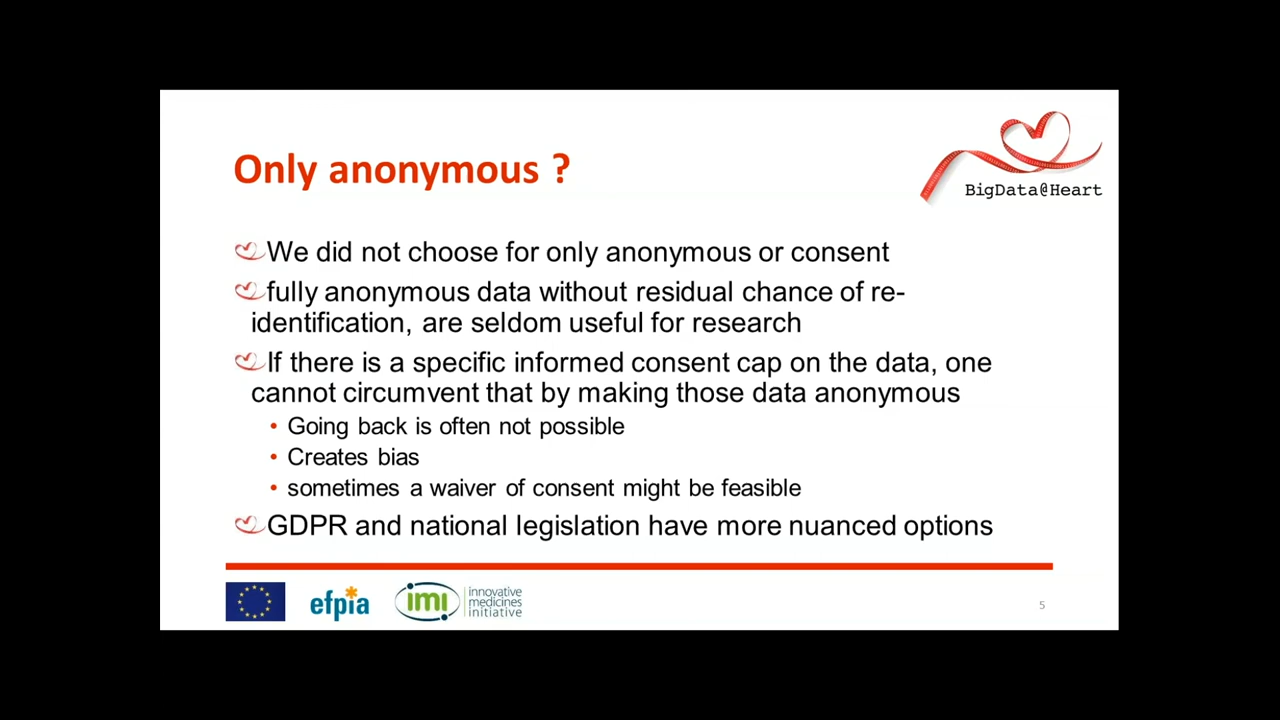 Only anonymous ?
BigData@Heart
We did not choose for only anonymous or consent
fully anonymous data without residual chance of re-
identification, are seldom useful for research
If there is a specific informed consent cap on the data, one
cannot circumvent that by making those data anonymous
• Going back is often not possible
• Creates bias
• sometimes a waiver of consent might be feasible
GDPR and national legislation have more nuanced options
efpia
imi
innovative
medicines
initiative
5